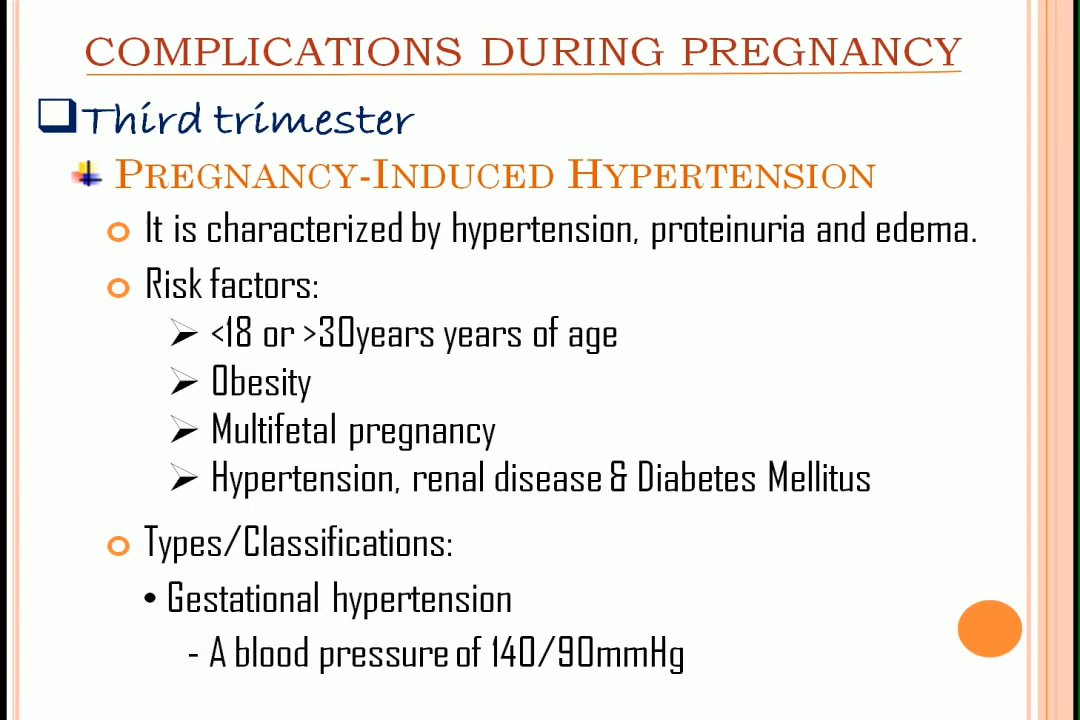 COMPLICATIONS DURING PREGNANCY
Third trimester
PREGNANCY-INDUCED HYPERTENSION
It is characterized by hypertension, proteinuria and edema.
Risk factors:
<18 or >30years years of age
Obesity
Multifetal pregnancy
Hypertension, renal disease & Diabetes Mellitus
Types/Classifications:
• Gestational hypertension
- A blood pressure of 140/90mmHg